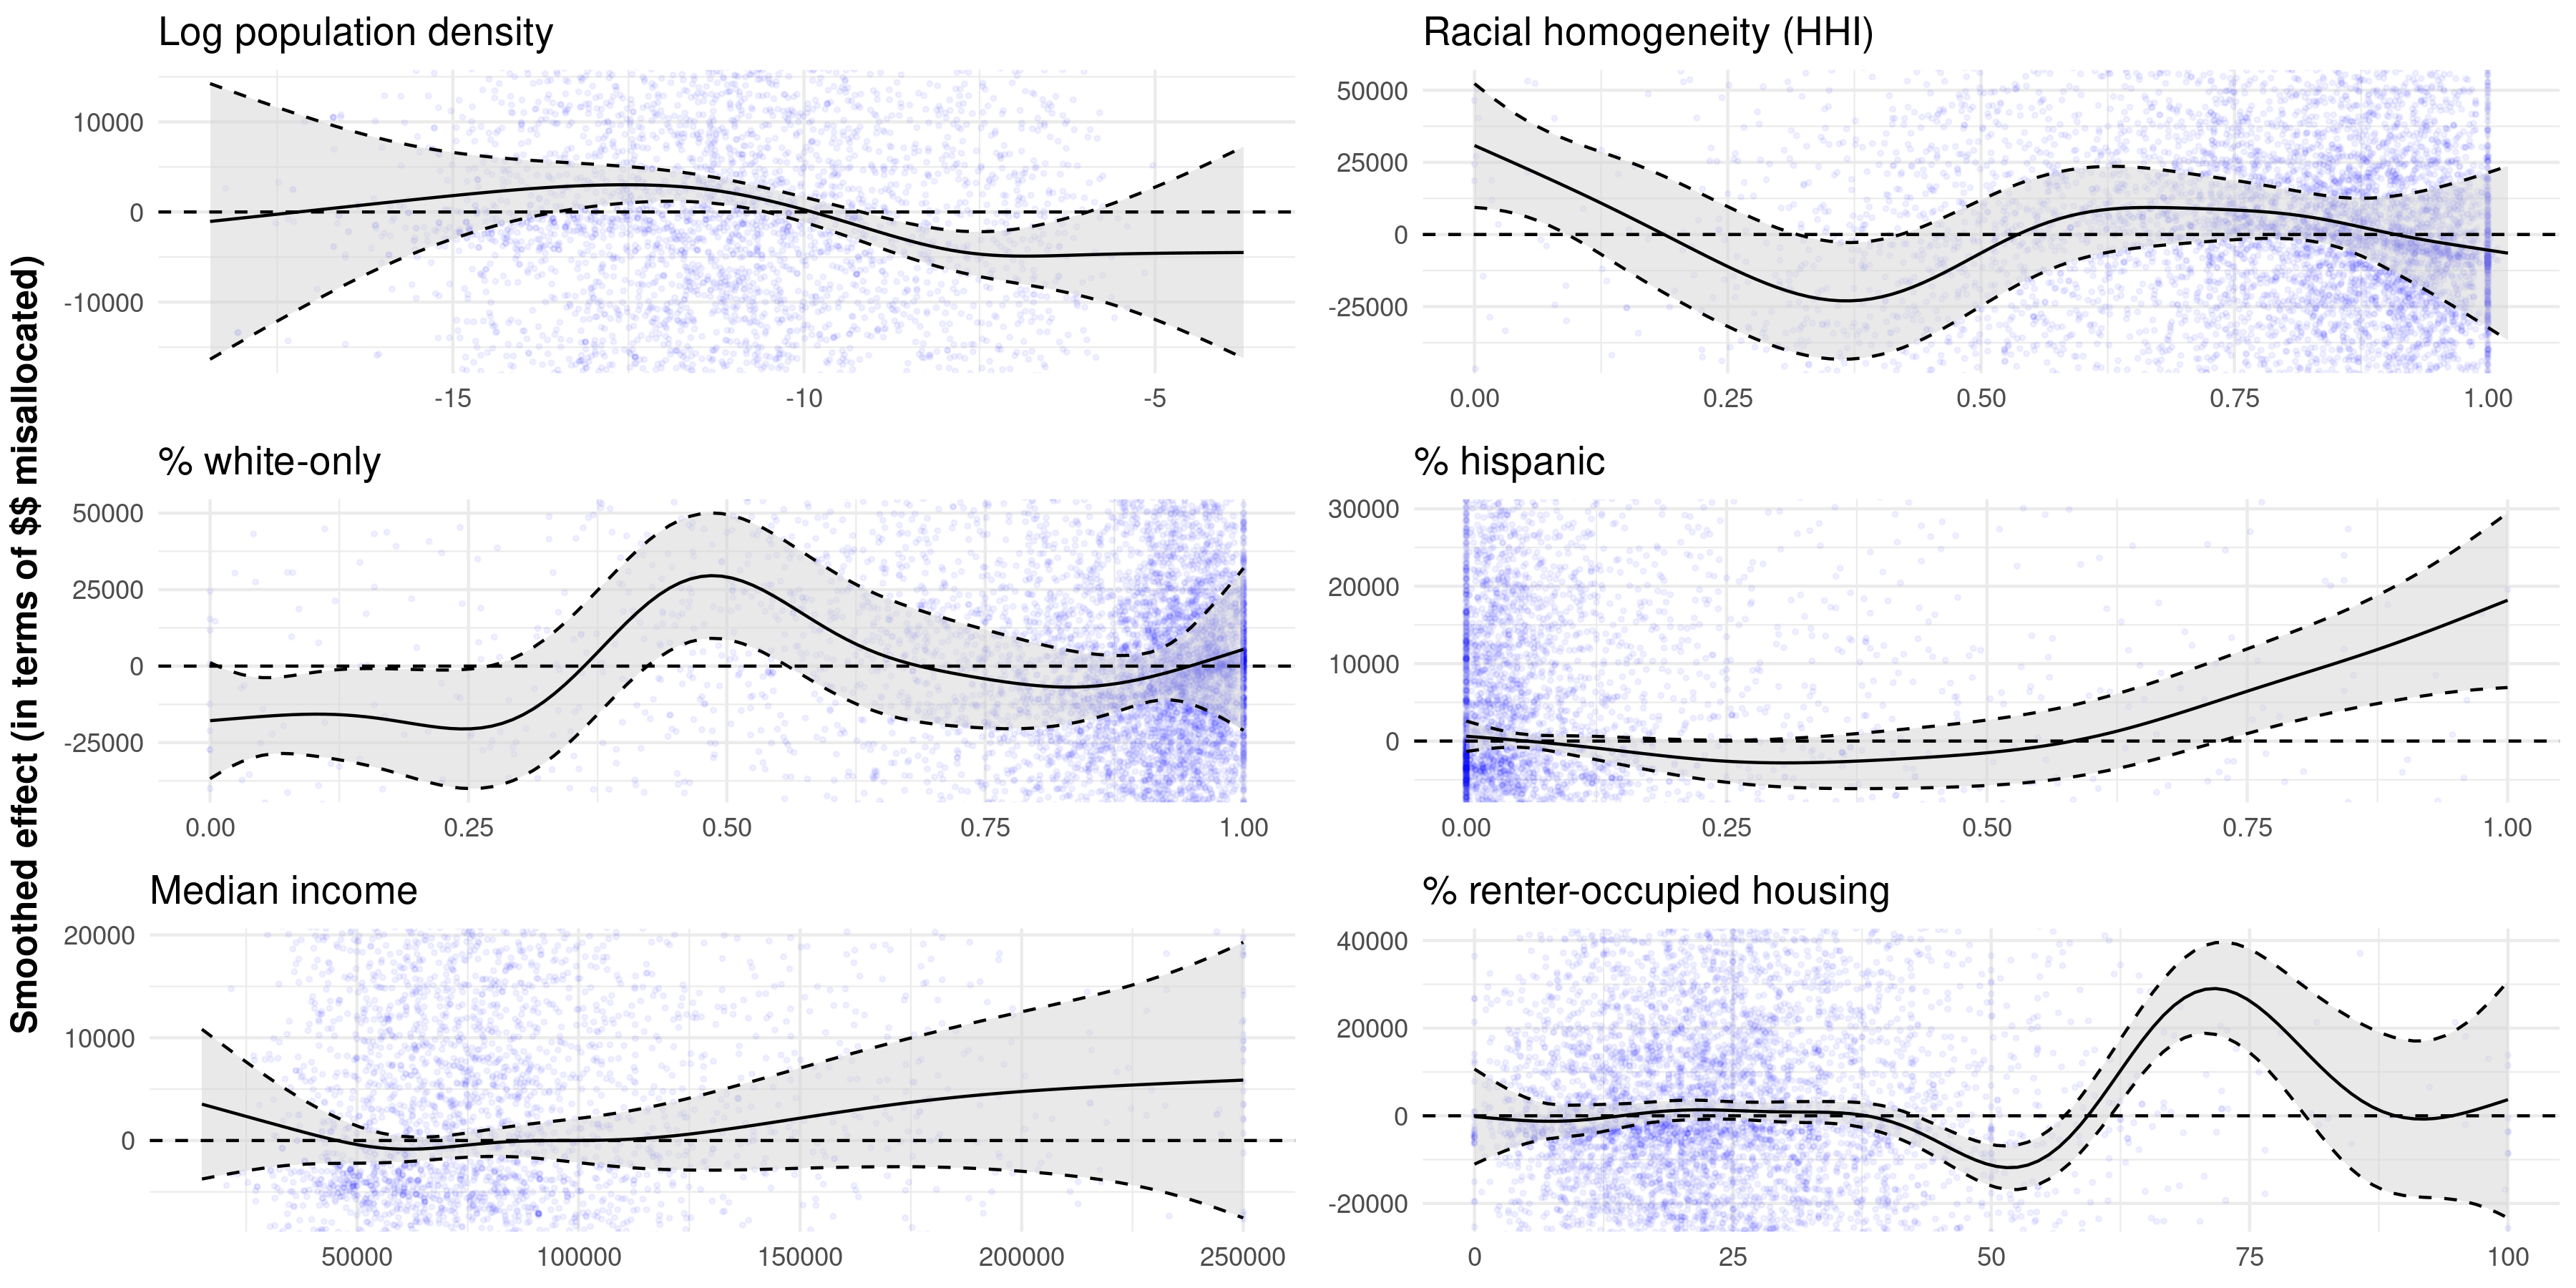 Smoothed effect (in terms of $$ misallocated)
Log population density
10000
0
-10000
-15 -10 -5
Racial homogeneity (HHI)
50000
25000
0
-25000
0.00 0.25 0.50 0.75 1.00
% white-only
50000
25000
0
-25000
0.00 0.25 0.50 0.75 1.00
% hispanic
30000
20000
10000
0
0.00 0.25 0.50 0.75 1.00
Median income
20000
10000
0
50000 100000 150000 200000 250000
% renter-occupied housing
40000
20000
0
-20000
0 25 50 75 100